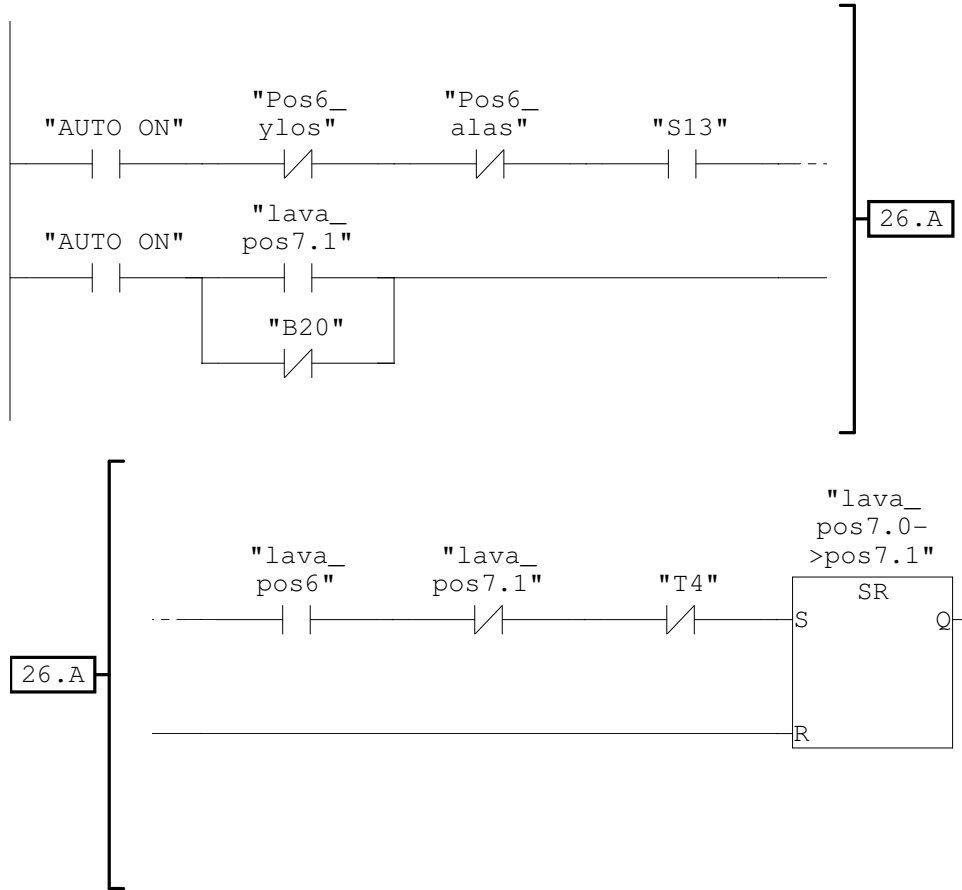 "Pos6_ "Pos6_
"AUTO ON" ylos" alas" "S13"
"lava_
"AUTO ON" pos7.1"
26.A
"B20"
"lava_
pos7.0-
"lava_ "lava_ >pos7.1"
pos6" pos7.1" "T4" SR
S Q
26.A
R